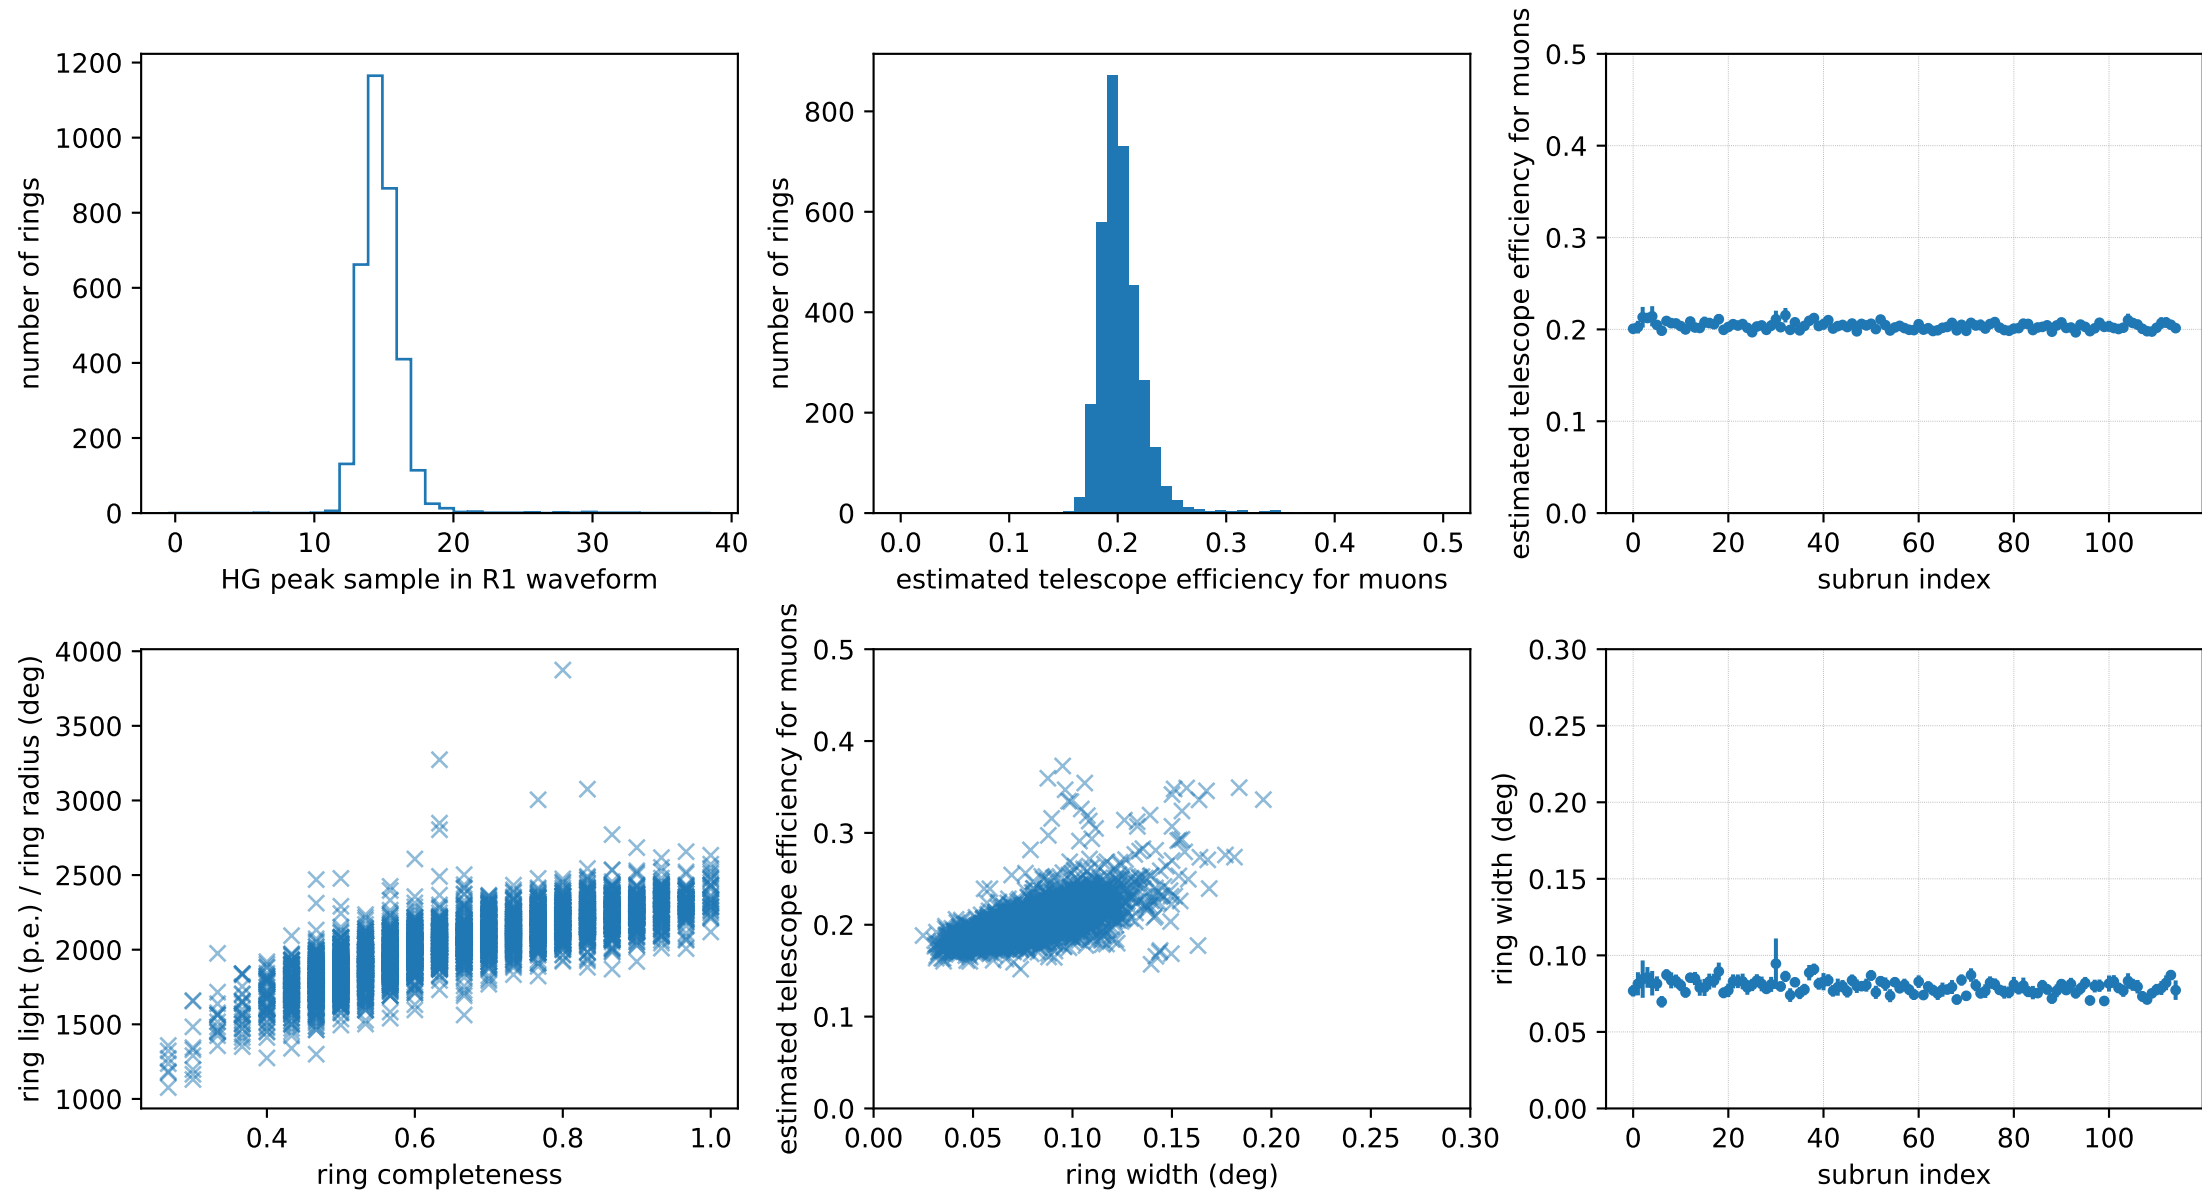 1200
1000
800
600
400
200
0
number of rings
0 10 20 30 40
HG peak sample in R1 waveform
800
600
400
200
0
number of rings
0.0 0.1 0.2 0.3 0.4 0.5
estimated telescope efficiency for muons
0.5
0.4
0.3
0.2
0.1
0.0
estimated telescope efficiency for muons
0 20 40 60 80 100
subrun index
4000
3500
3000
2500
2000
1500
1000
ring light (p.e.) / ring radius (deg)
0.4 0.6 0.8 1.0
ring completeness
0.5
0.4
0.3
0.2
0.1
0.0
estimated telescope efficiency for muons
0.00 0.05 0.10 0.15 0.20 0.25 0.30
ring width (deg)
0.30
0.25
0.20
0.15
0.10
0.05
0.00
ring width (deg)
0 20 40 60 80 100
subrun index